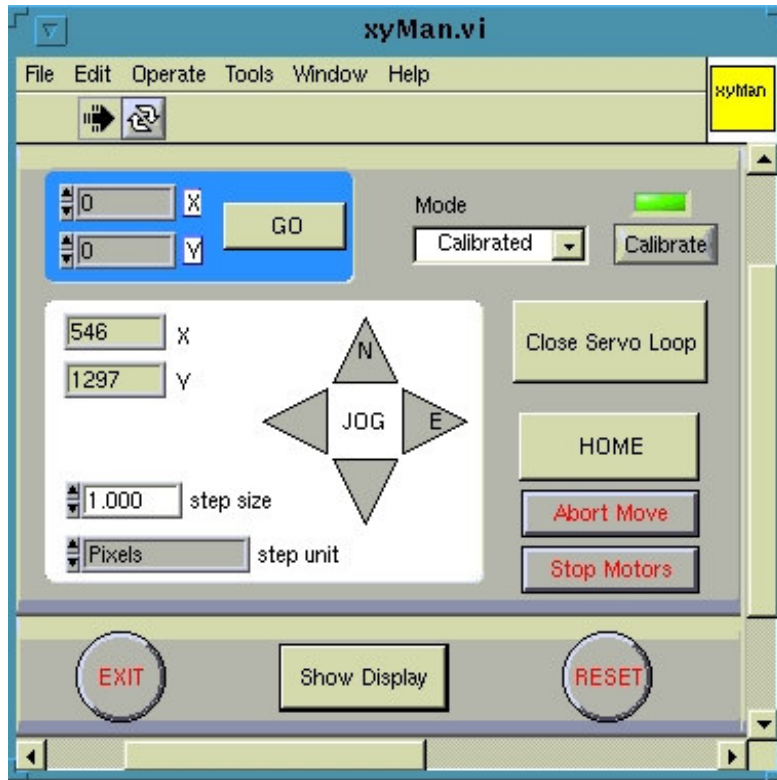 xyMan.vi
File Edit Operate Tools Window Help
xyMan
0 X
GO
0 Y
Mode
Calibrated
Calibrate
546 X
1297 Y
N
JOG
E
1.000 step size
Pixels step unit
Close Servo Loop
HOME
Abort Move
Stop Motors
EXIT
Show Display
RESET